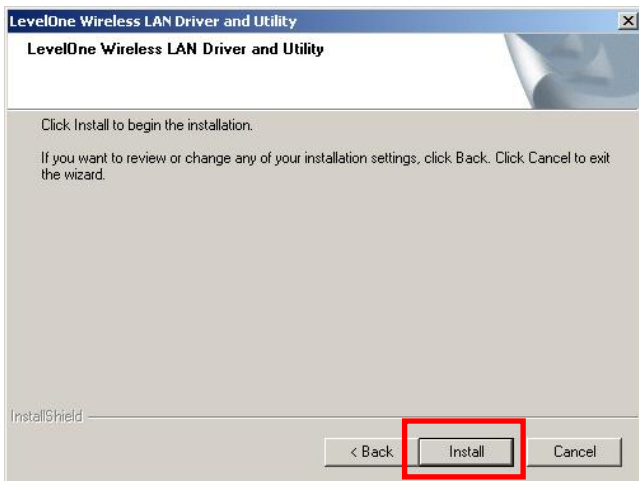 LevelOne Wireless LAN Driver and Utility
LevelOne Wireless LAN Driver and Utility
Click Install to begin the installation.
If you want to review or change any of your installation settings, click Back. Click Cancel to exit
the wizard.
InstallShield
< Back Install Cancel